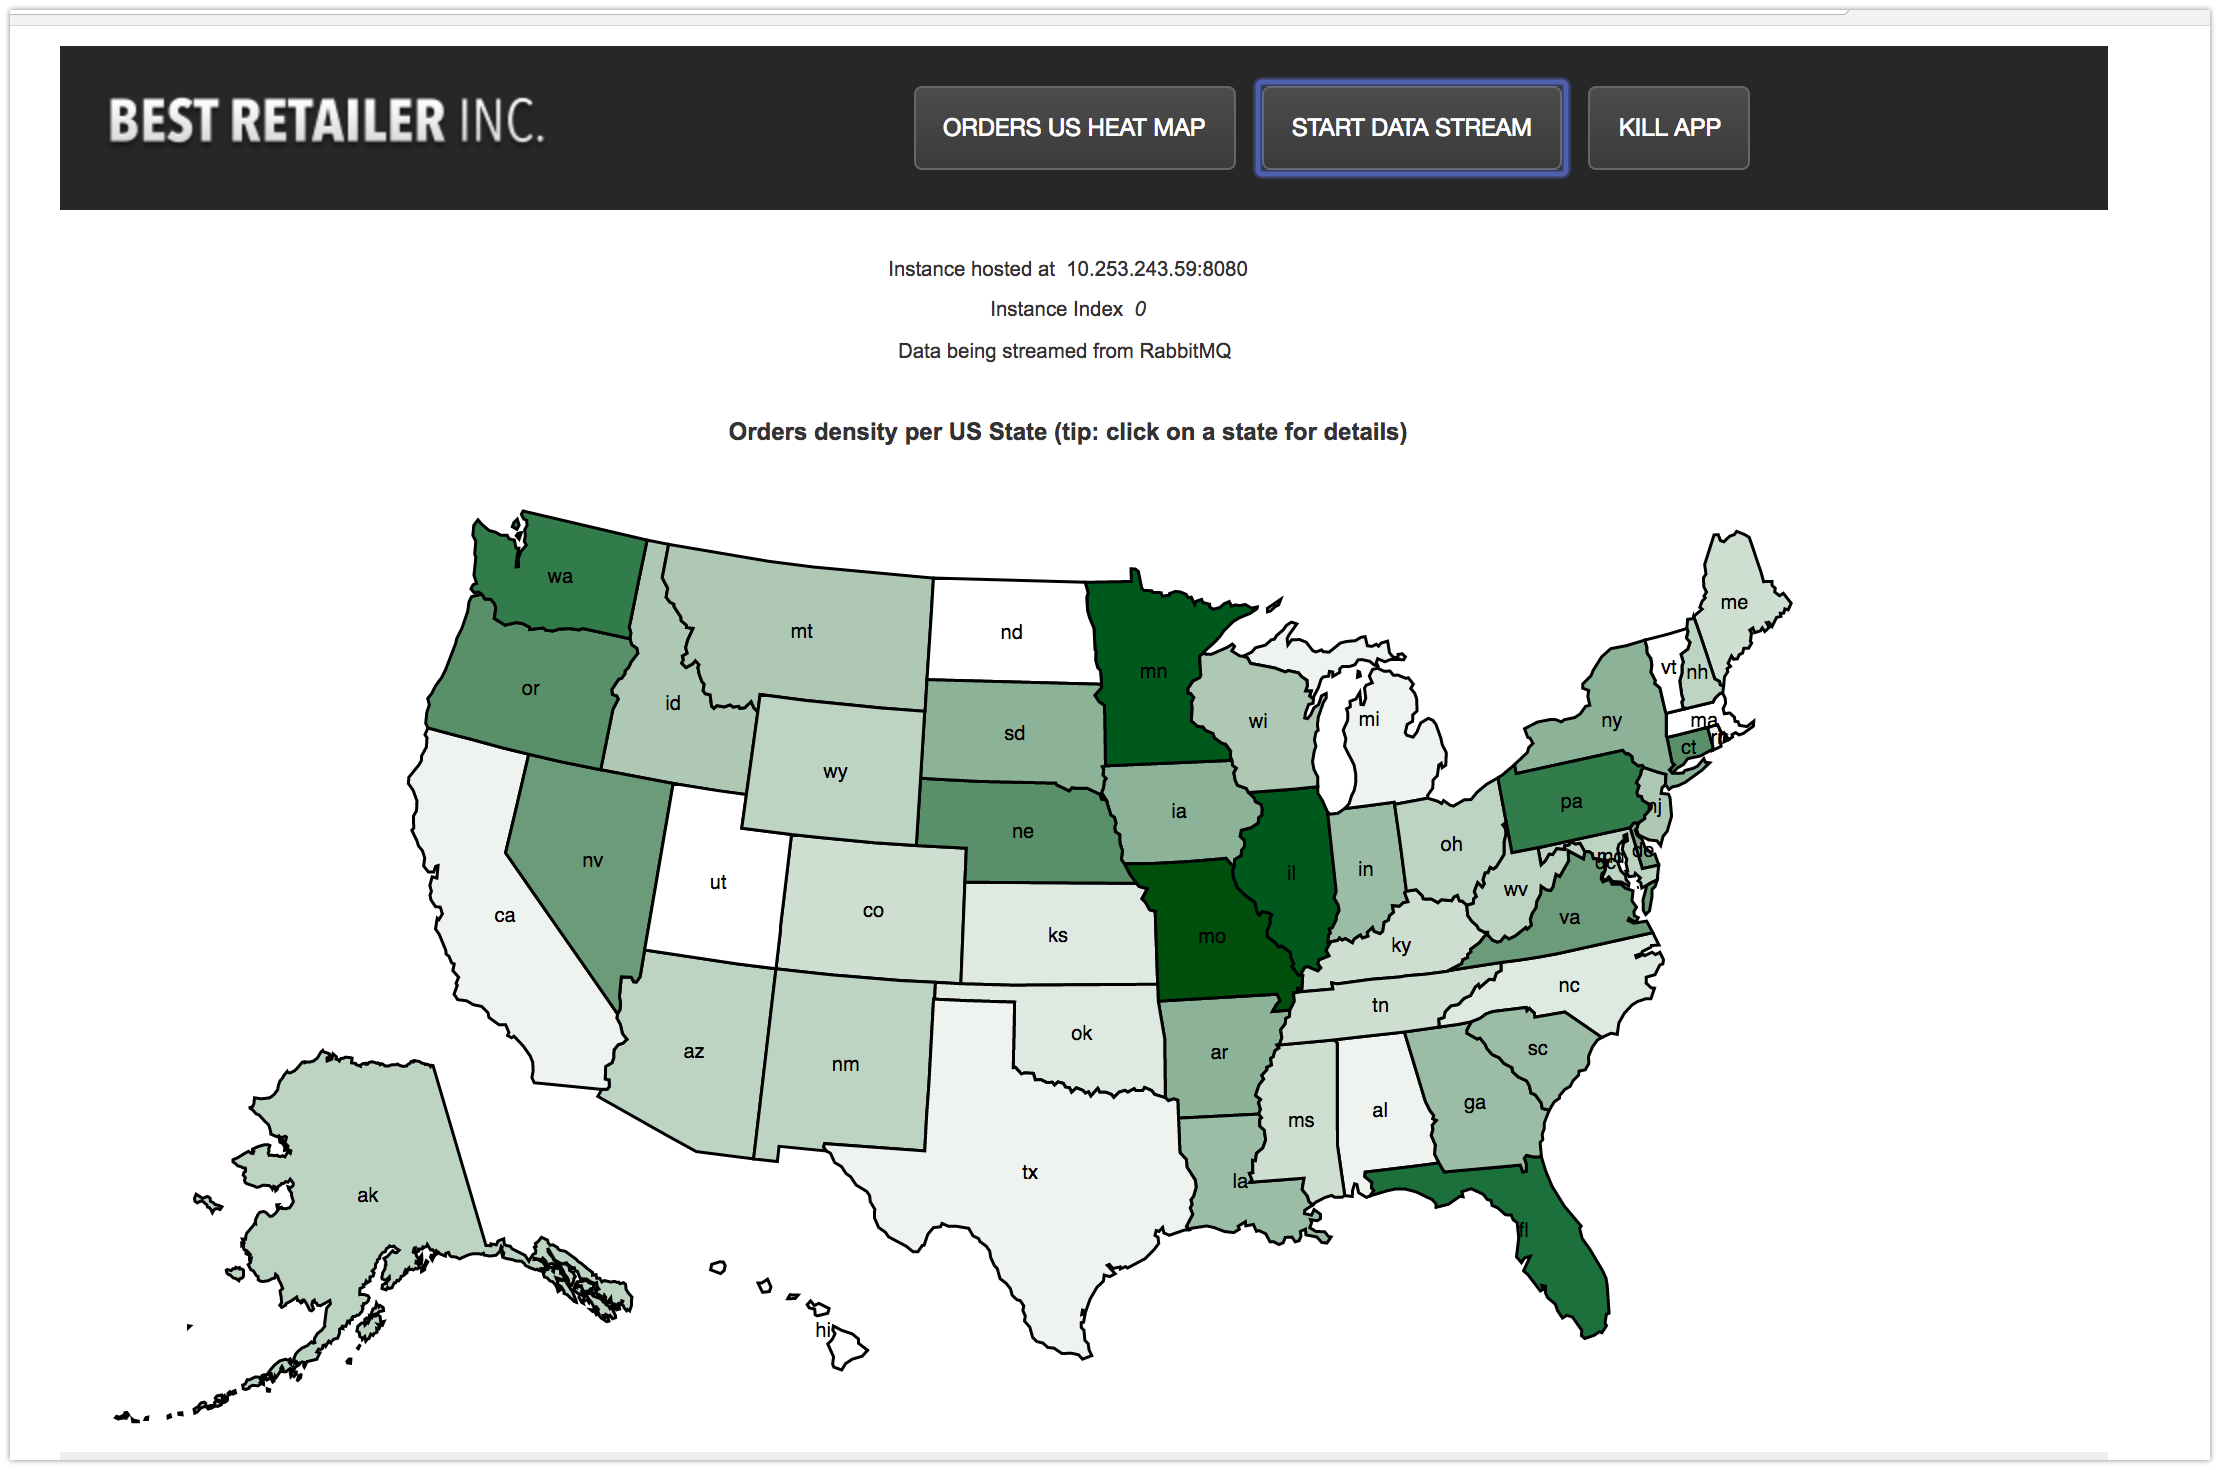 BEST RETAILER INC.
ORDERS US HEAT MAP
START DATA STREAM
KILL APP
Instance hosted at 10.253.243.59:8080
Instance Index 0
Data being streamed from RabbitMQ
Orders density per US State (tip: click on a state for details)
wa
mt
nd
mn
me
or
id
sd
wi
mi
ny
vt
nh
ma
ct
wy
ne
ia
pa
nj
nv
ut
co
il
in
oh
md
de
wv
va
ca
ks
mo
ky
nc
az
nm
ok
ar
tn
sc
ms
al
ga
ak
tx
la
fl
hi